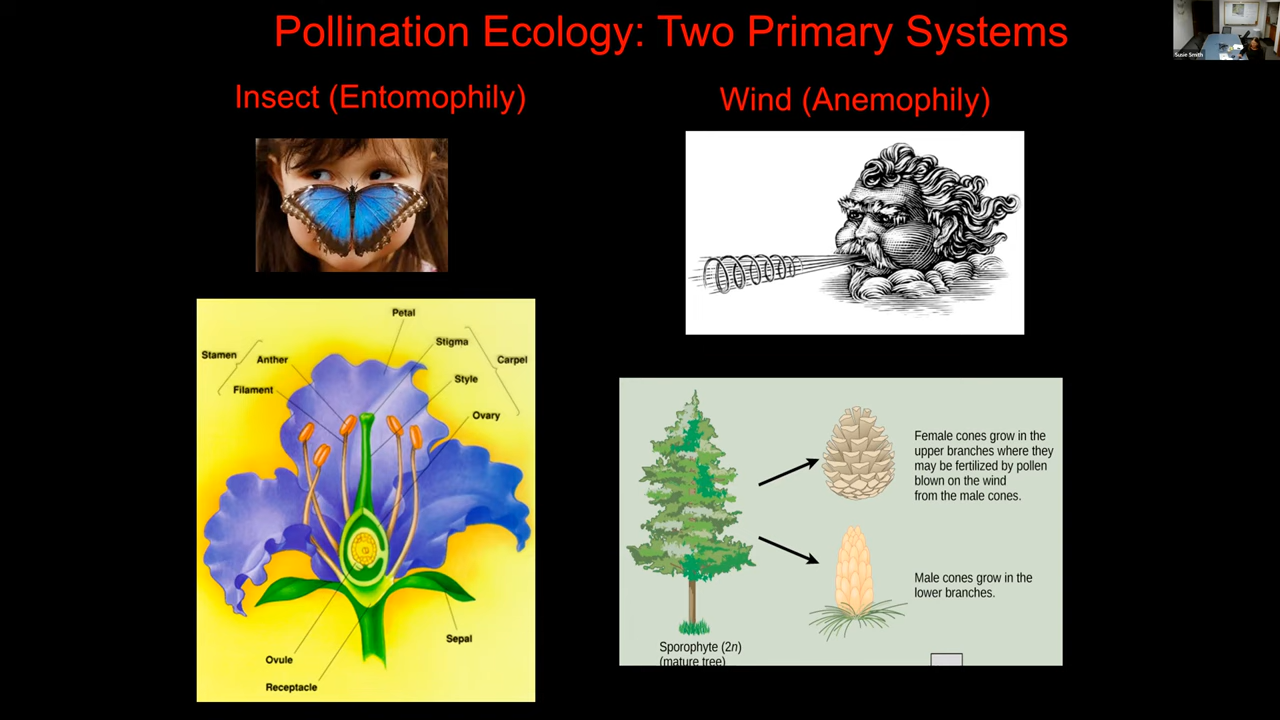 Pollination Ecology: Two Primary Systems
Susie Smith
Insect (Entomophily)
Wind (Anemophily)
Petal
Stigma
Stamen
Anther
Carpel
Filament
Style
Ovary
Sepal
Ovule
Receptacle
Female cones grow in the
upper branches where they
may be fertilized by pollen
blown on the wind
from the male cones.
Male cones grow in the
lower branches.
Sporophyte (2n)
(mature tree)